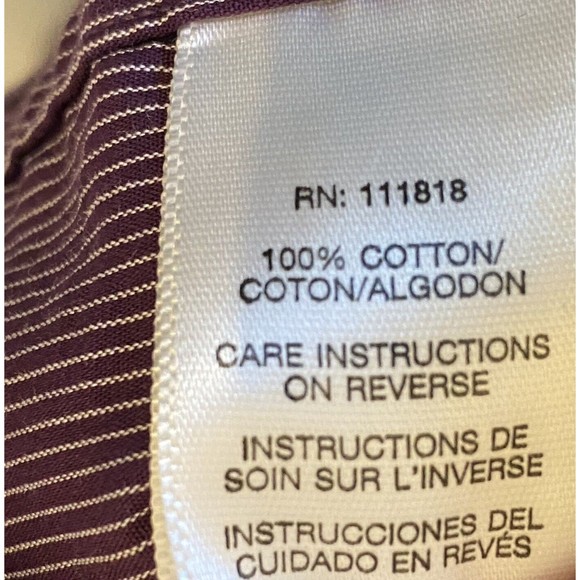 RN: 111818
100% COTTON/
COTON/ALGODON
CARE INSTRUCTIONS
ON REVERSE
INSTRUCTIONS DE
SOIN SUR L'INVERSE
INSTRUCCIONES DEL
CUIDADO EN REVÉS